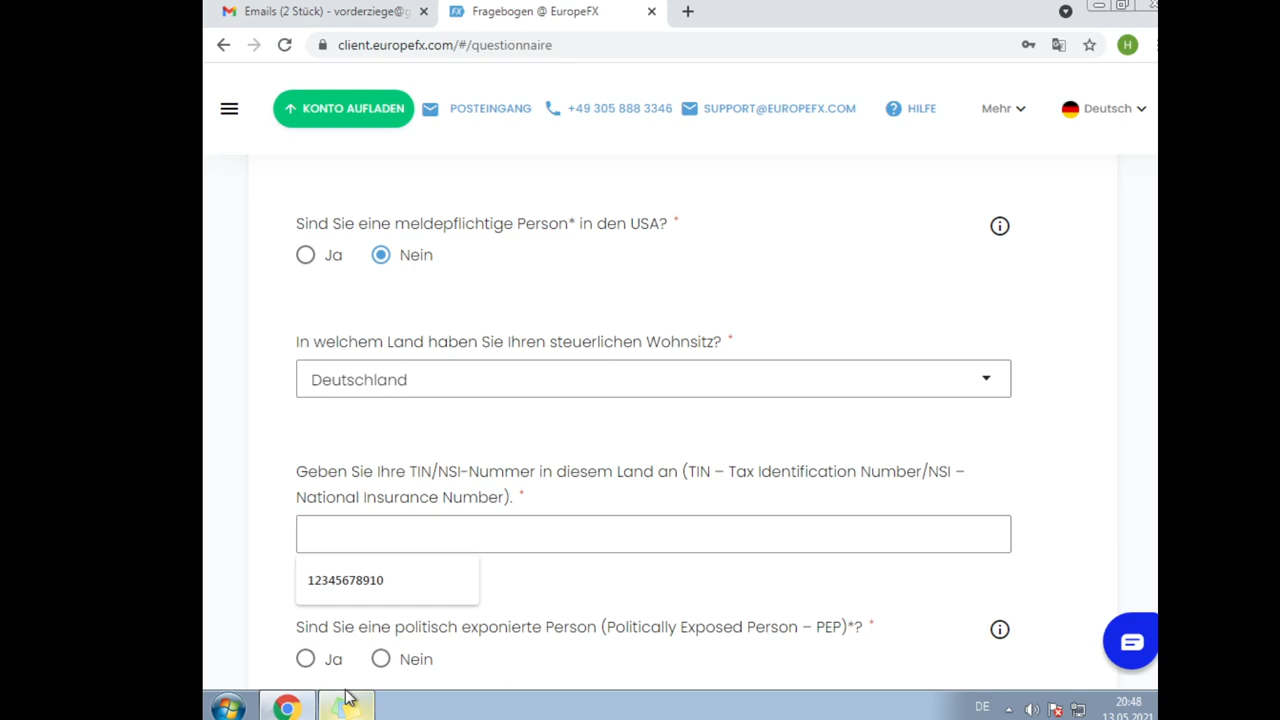 Emails (2 Stück) - vorderziege@g
Fragebogen @ EuropeFX
client.europefx.com/#/questionnaire
H
KONTO AUFLADEN
POSTEINGANG
+49 305 888 3346
SUPPORT@EUROPEFX.COM
HILFE
Mehr
Deutsch
Sind Sie eine meldepflichtige Person* in den USA? *
Ja
Nein
In welchem Land haben Sie Ihren steuerlichen Wohnsitz? *
Deutschland
Geben Sie Ihre TIN/NSI-Nummer in diesem Land an (TIN – Tax Identification Number/NSI –
National Insurance Number). *
12345678910
Sind Sie eine politisch exponierte Person (Politically Exposed Person – PEP)*? *
Ja
Nein
DE
20:48
13.05.2021